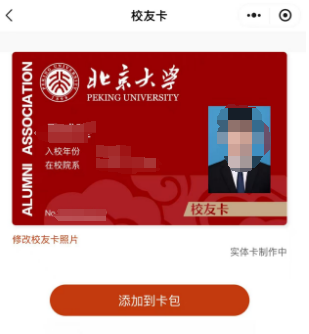 校友卡
ALUMNI ASSOCIATION
北京大学
PEKING UNIVERSITY
入校年份
在校院系
No.
校友卡
修改校友卡照片
实体卡制作中
添加到卡包